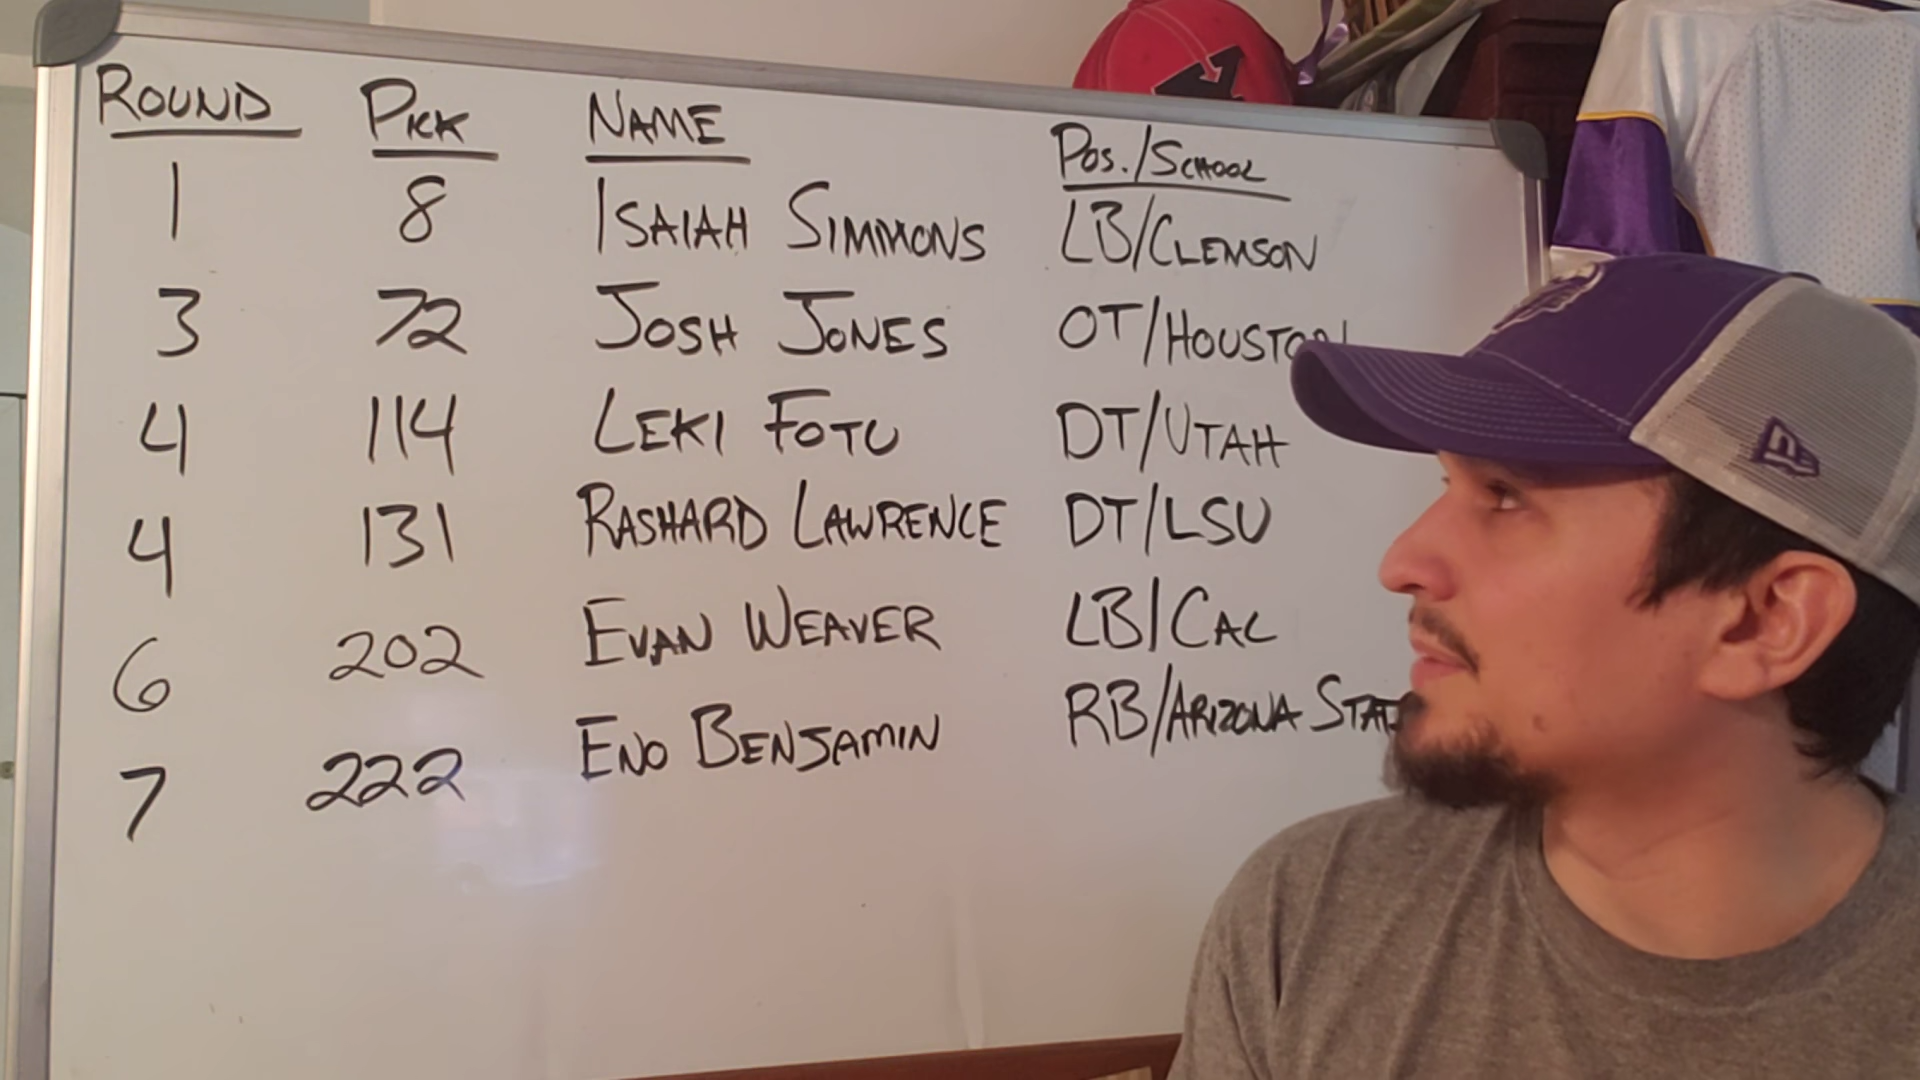 ROUND PICK NAME POS./SCHOOL
1 8 ISAIAH SIMMONS LB/CLEMSON
3 72 JOSH JONES OT/HOUSTON
4 114 LEKI FOTU DT/UTAH
4 131 RASHARD LAWRENCE DT/LSU
6 202 EVAN WEAVER LB/CAL
7 222 ENO BENJAMIN RB/ARIZONA STATE